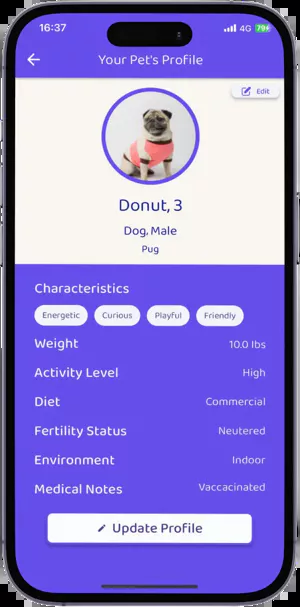 16:37 4G 79
Your Pet's Profile
Edit
Donut, 3
Dog, Male
Pug
Characteristics
Energetic Curious Playful Friendly
Weight 10.0 lbs
Activity Level High
Diet Commercial
Fertility Status Neutered
Environment Indoor
Medical Notes Vaccacinated
Update Profile